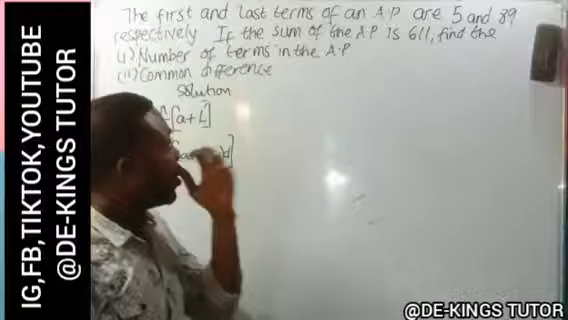 The first and last terms of an A.P are 5 and 89
respectively. If the sum of the A.P is 611, find the
(i) Number of terms in the A.P
(ii) Common difference
Solution
[a+L]
IG,FB,TIKTOK,YOUTUBE
@DE-KINGS TUTOR
@DE-KINGS TUTOR